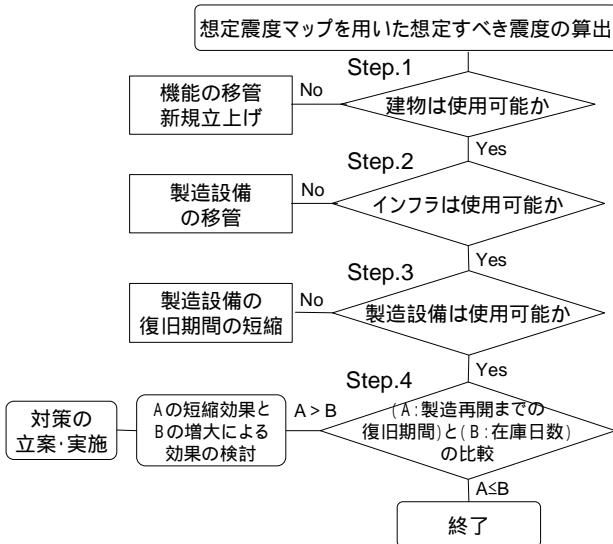 想定震度マップを用いた想定すべき震度の算出
Step.1
機能の移管
新規立上げ
No
建物は使用可能か
Yes
Step.2
製造設備
の移管
No
インフラは使用可能か
Yes
Step.3
製造設備の
復旧期間の短縮
No
製造設備は使用可能か
Yes
Step.4
対策の
立案･実施
Aの短縮効果と
Bの増大による
効果の検討
A > B
(A:製造再開までの
復旧期間)と(B:在庫日数)
の比較
A≤B
終了